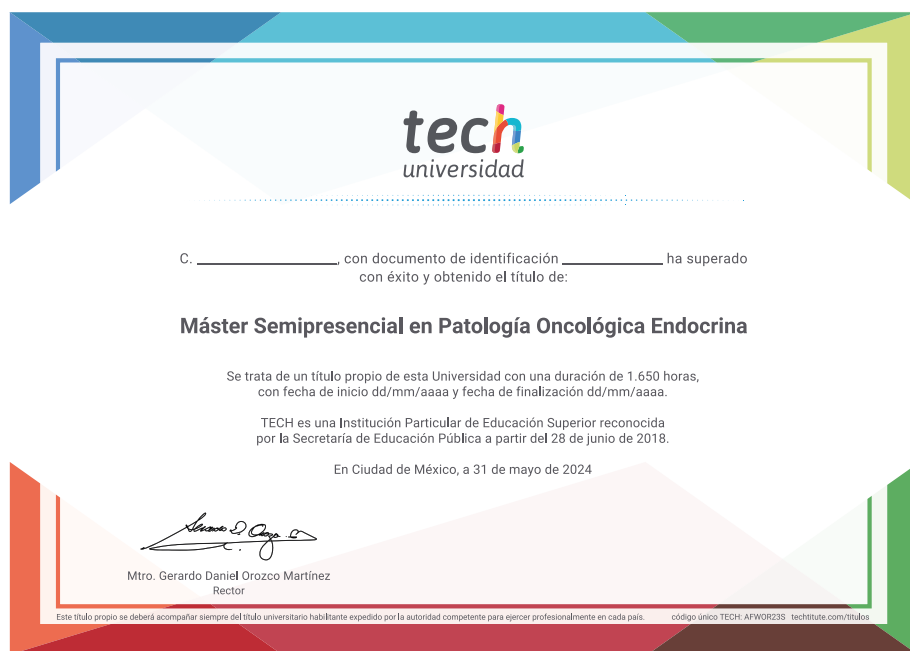 tech
universidad
C. ____________________, con documento de identificación ______________ ha superado
con éxito y obtenido el título de:
Máster Semipresencial en Patología Oncológica Endocrina
Se trata de un título propio de esta Universidad con una duración de 1.650 horas,
con fecha de inicio dd/mm/aaaa y fecha de finalización dd/mm/aaaa.
TECH es una Institución Particular de Educación Superior reconocida
por la Secretaría de Educación Pública a partir del 28 de junio de 2018.
En Ciudad de México, a 31 de mayo de 2024
Mtro. Gerardo Daniel Orozco Martínez
Rector
Este título propio se deberá acompañar siempre del título universitario habilitante expedido por la autoridad competente para ejercer profesionalmente en cada país. código único TECH: AFWOR23S techtitute.com/titulos